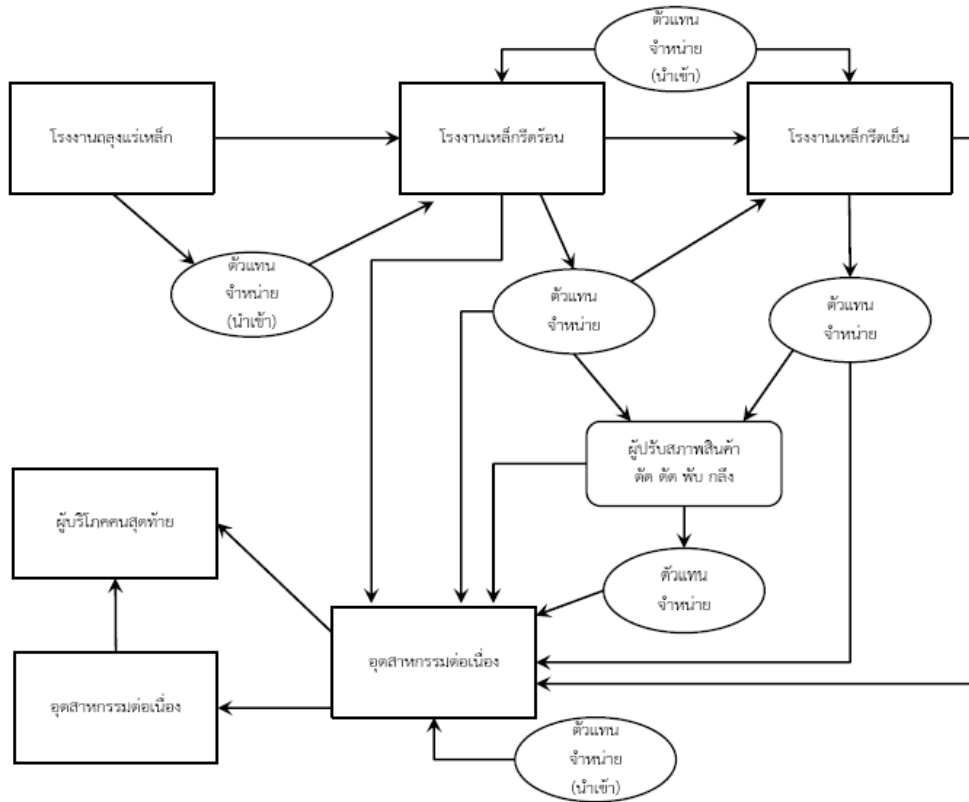 ตัวแทน
จำหน่าย
(นำเข้า)
โรงงานถลุงแร่เหล็ก
โรงงานเหล็กรีดร้อน
โรงงานเหล็กรีดเย็น
ตัวแทน
จำหน่าย
(นำเข้า)
ตัวแทน
จำหน่าย
ตัวแทน
จำหน่าย
ผู้ปรับสภาพสินค้า
ตัด ดัด พับ กลึง
ผู้บริโภคคนสุดท้าย
ตัวแทน
จำหน่าย
อุตสาหกรรมต่อเนื่อง
อุตสาหกรรมต่อเนื่อง
ตัวแทน
จำหน่าย
(นำเข้า)